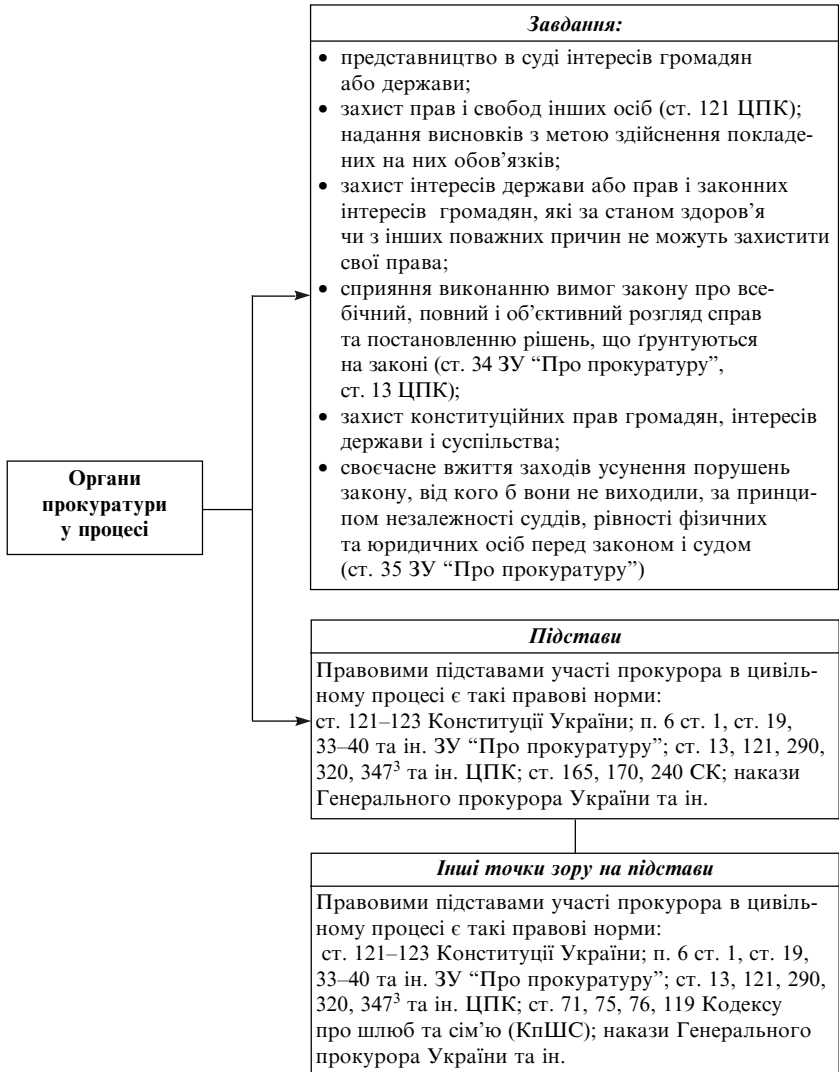 Завдання:
• представництво в суді інтересів громадян
або держави;
• захист прав і свобод інших осіб (ст. 121 ЦПК);
надання висновків з метою здійснення покладе-
них на них обов’язків;
• захист інтересів держави або прав і законних
інтересів громадян, які за станом здоров’я
чи з інших поважних причин не можуть захистити
свої права;
• сприяння виконанню вимог закону про все-
бічний, повний і об’єктивний розгляд справ
та постановленню рішень, що ґрунтуються
на законі (ст. 34 ЗУ “Про прокуратуру”,
ст. 13 ЦПК);
• захист конституційних прав громадян, інтересів
держави і суспільства;
• своєчасне вжиття заходів усунення порушень
закону, від кого б вони не виходили, за принци-
пом незалежності суддів, рівності фізичних
та юридичних осіб перед законом і судом
(ст. 35 ЗУ “Про прокуратуру”)
Органи
прокуратури
у процесі
Підстави
Правовими підставами участі прокурора в цивіль-
ному процесі є такі правові норми:
ст. 121–123 Конституції України; п. 6 ст. 1, ст. 19,
33–40 та ін. ЗУ “Про прокуратуру”; ст. 13, 121, 290,
320, 347³ та ін. ЦПК; ст. 165, 170, 240 СК; накази
Генерального прокурора України та ін.
Інші точки зору на підстави
Правовими підставами участі прокурора в цивіль-
ному процесі є такі правові норми:
ст. 121–123 Конституції України; п. 6 ст. 1, ст. 19,
33–40 та ін. ЗУ “Про прокуратуру”; ст. 13, 121, 290,
320, 347³ та ін. ЦПК; ст. 71, 75, 76, 119 Кодексу
про шлюб та сім’ю (КпШС); накази Генерального
прокурора України та ін.